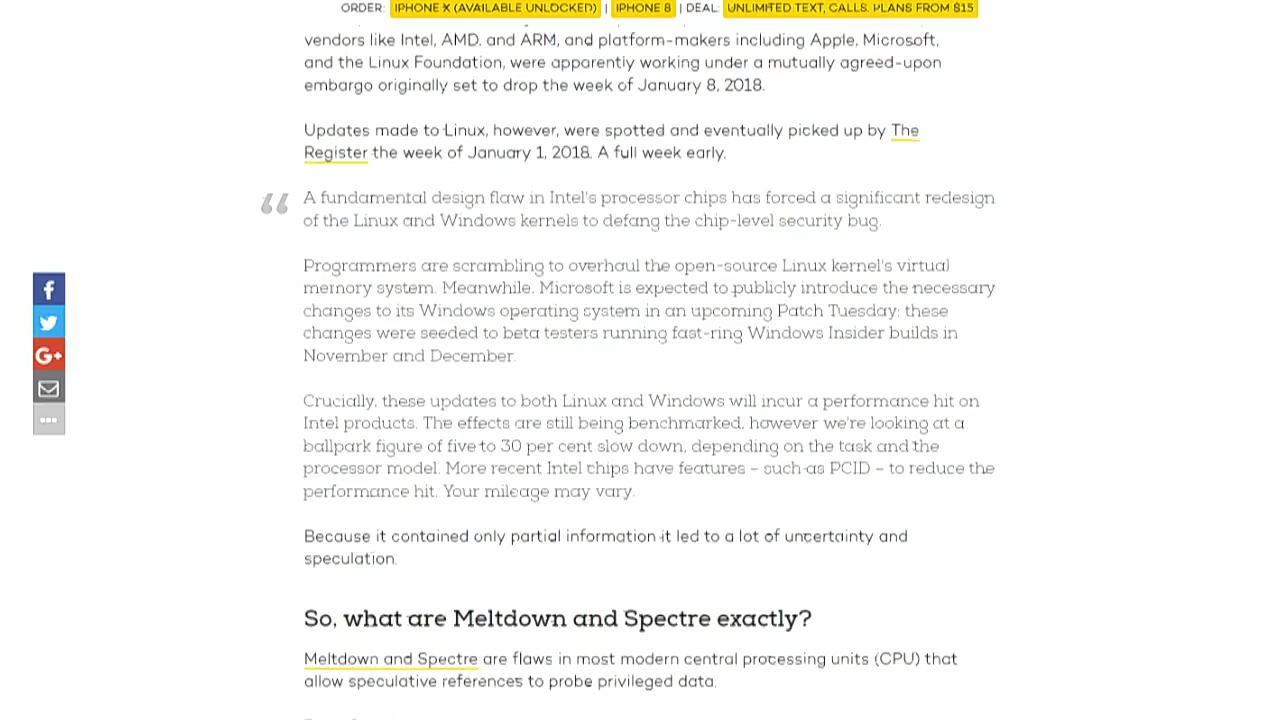 ORDER: IPHONE X (AVAILABLE UNLOCKED) | IPHONE 8 | DEAL: UNLIMITED TEXT, CALLS. PLANS FROM $15
vendors like Intel, AMD, and ARM, and platform-makers including Apple, Microsoft,
and the Linux Foundation, were apparently working under a mutually agreed-upon
embargo originally set to drop the week of January 8, 2018.
Updates made to Linux, however, were spotted and eventually picked up by The
Register the week of January 1, 2018. A full week early.
“ A fundamental design flaw in Intel's processor chips has forced a significant redesign
of the Linux and Windows kernels to defang the chip-level security bug.
Programmers are scrambling to overhaul the open-source Linux kernel's virtual
memory system. Meanwhile, Microsoft is expected to publicly introduce the necessary
changes to its Windows operating system in an upcoming Patch Tuesday: these
changes were seeded to beta testers running fast-ring Windows Insider builds in
November and December.
Crucially, these updates to both Linux and Windows will incur a performance hit on
Intel products. The effects are still being benchmarked, however we're looking at a
ballpark figure of five to 30 per cent slow down, depending on the task and the
processor model. More recent Intel chips have features – such as PCID – to reduce the
performance hit. Your mileage may vary.
Because it contained only partial information it led to a lot of uncertainty and
speculation.
So, what are Meltdown and Spectre exactly?
Meltdown and Spectre are flaws in most modern central processing units (CPU) that
allow speculative references to probe privileged data.